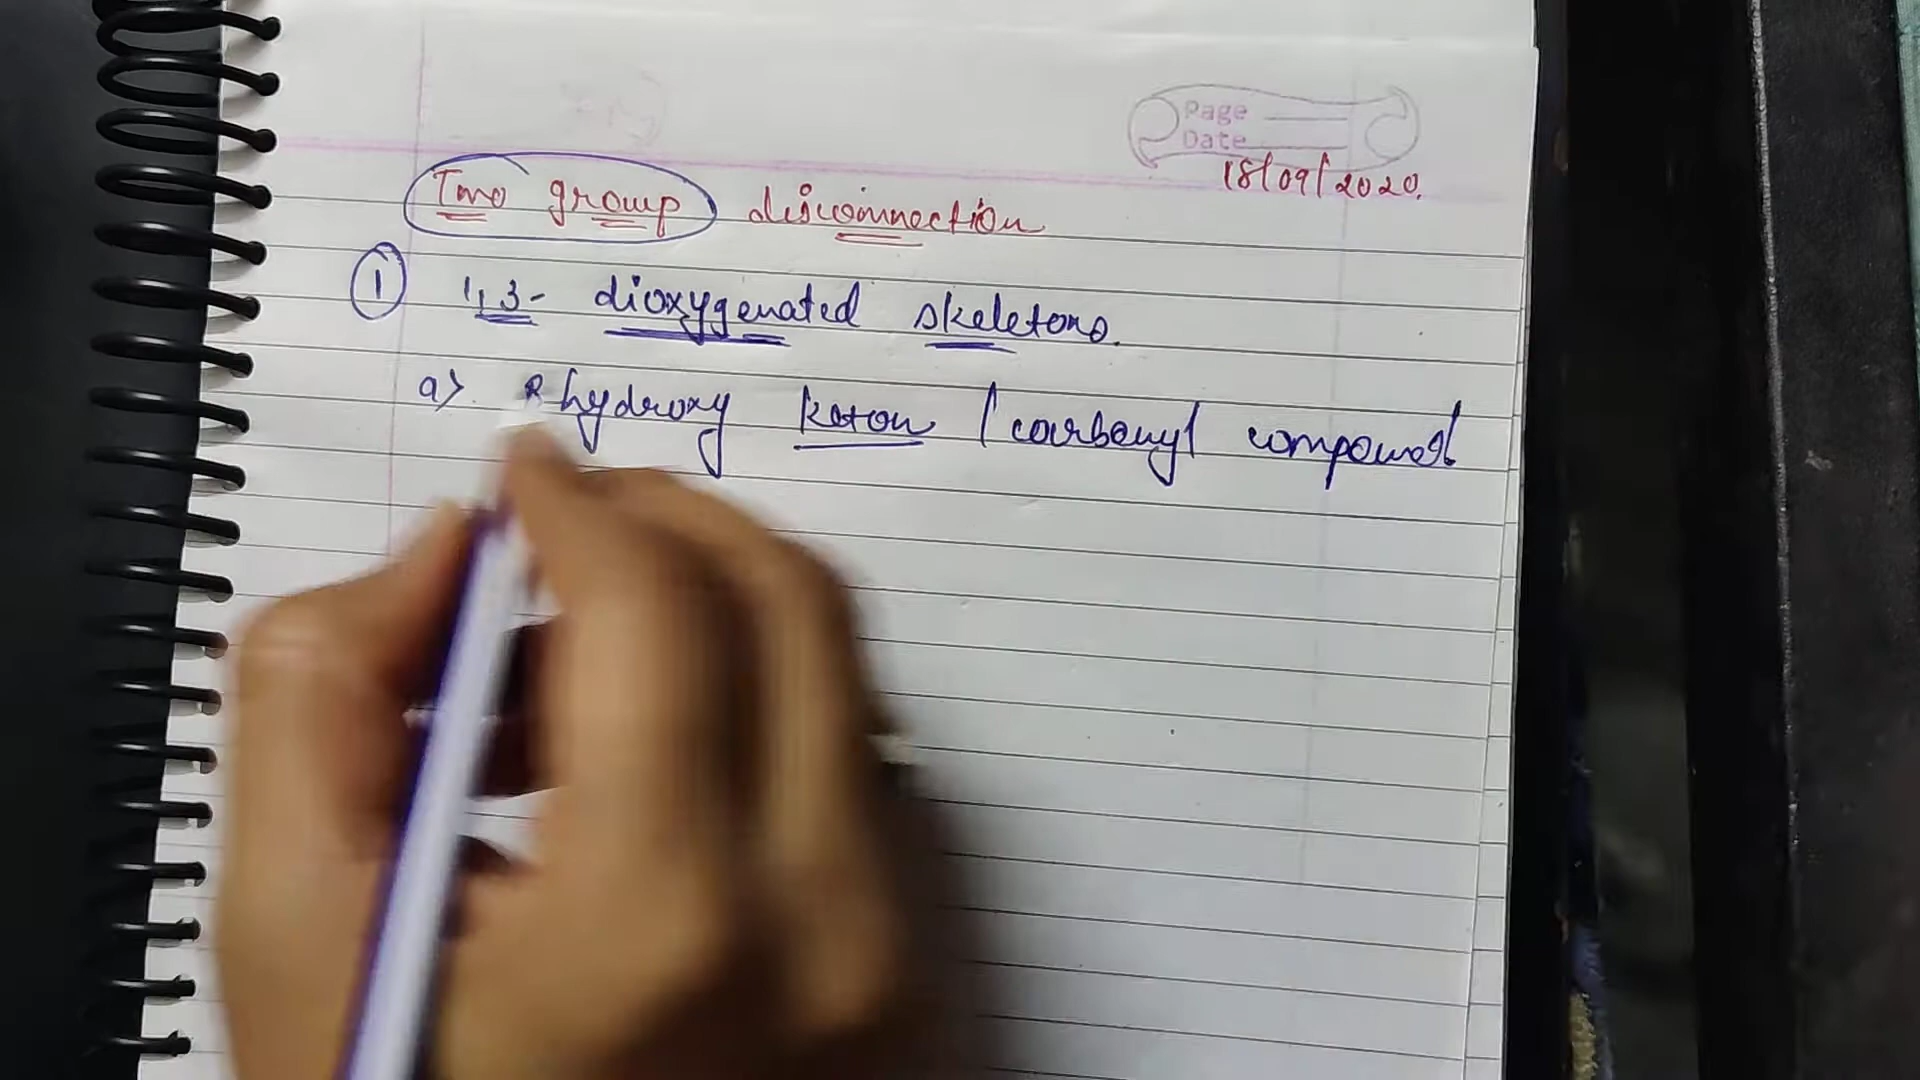 Page
Date
18/09/2020.
Two group disconnection
1 1,3- dioxygenated skeletons.
a> hydroxy keton / carbonyl compound